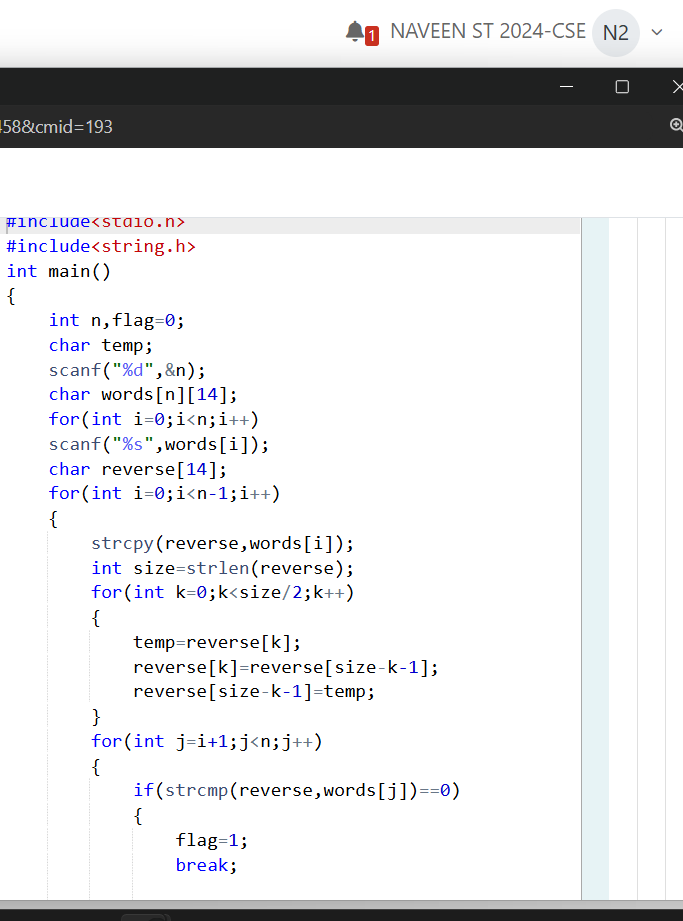 1 NAVEEN ST 2024-CSE N2
58&cmid=193
#include<stdio.h>
#include<string.h>
int main()
{
    int n,flag=0;
    char temp;
    scanf("%d",&n);
    char words[n][14];
    for(int i=0;i<n;i++)
    scanf("%s",words[i]);
    char reverse[14];
    for(int i=0;i<n-1;i++)
    {
        strcpy(reverse,words[i]);
        int size=strlen(reverse);
        for(int k=0;k<size/2;k++)
        {
            temp=reverse[k];
            reverse[k]=reverse[size-k-1];
            reverse[size-k-1]=temp;
        }
        for(int j=i+1;j<n;j++)
        {
            if(strcmp(reverse,words[j])==0)
            {
                flag=1;
                break;